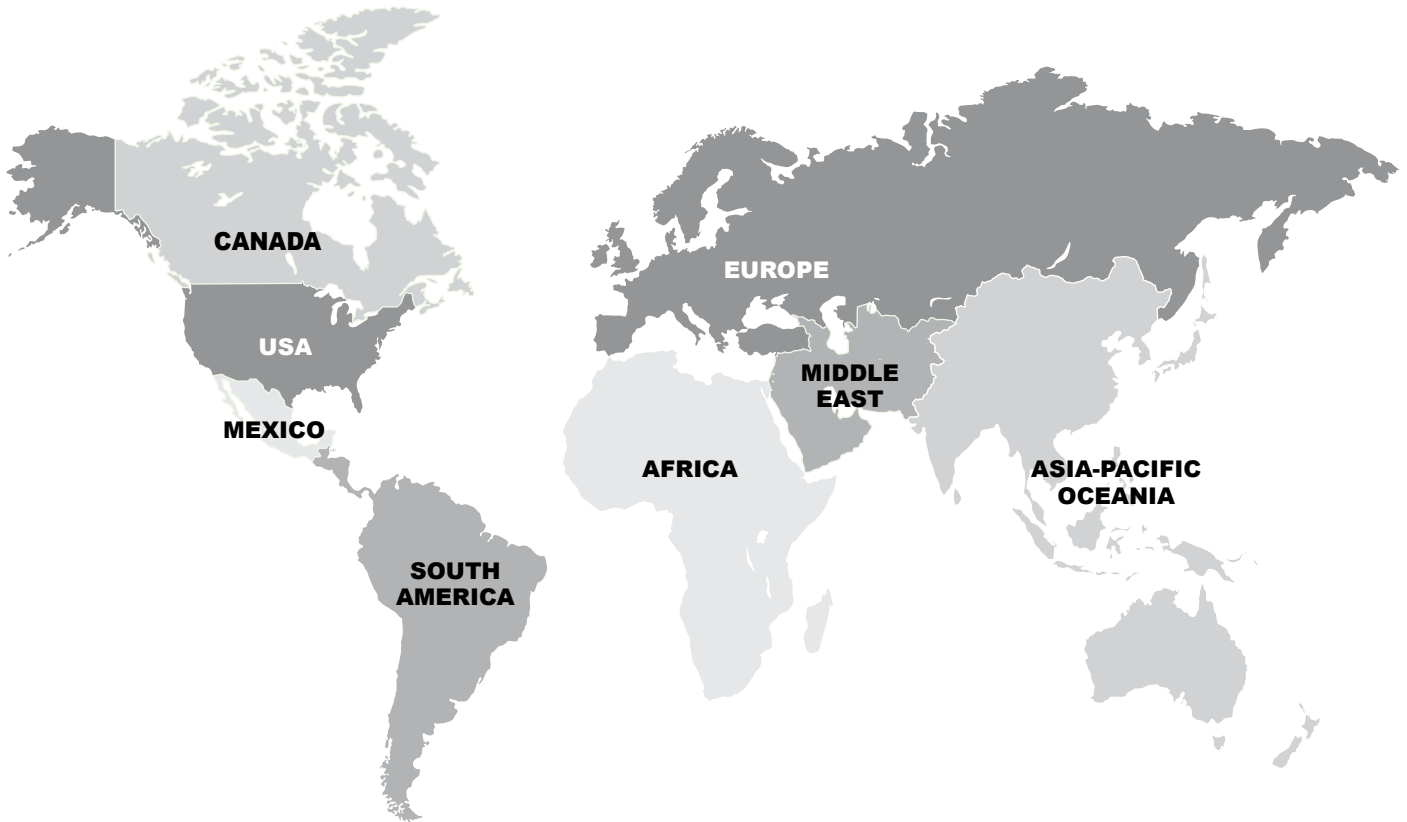 CANADA
EUROPE
USA
MIDDLE
EAST
MEXICO
AFRICA
ASIA-PACIFIC
OCEANIA
SOUTH
AMERICA